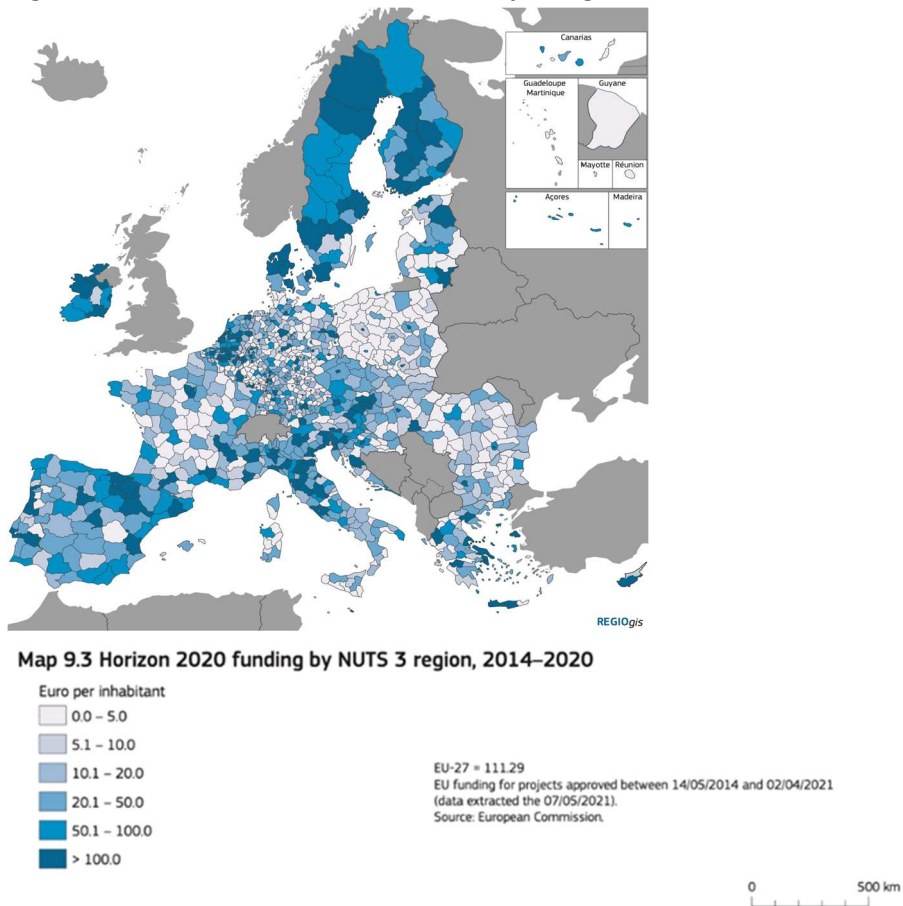 Canarias
Guadeloupe
Martinique
Guyane
Mayotte
Réunion
Açores
Madeira
REGIOgis
Map 9.3 Horizon 2020 funding by NUTS 3 region, 2014–2020
Euro per inhabitant
0.0 – 5.0
5.1 – 10.0
10.1 – 20.0
20.1 – 50.0
50.1 – 100.0
> 100.0
EU-27 = 111.29
EU funding for projects approved between 14/05/2014 and 02/04/2021
(data extracted the 07/05/2021).
Source: European Commission.
0 500 km